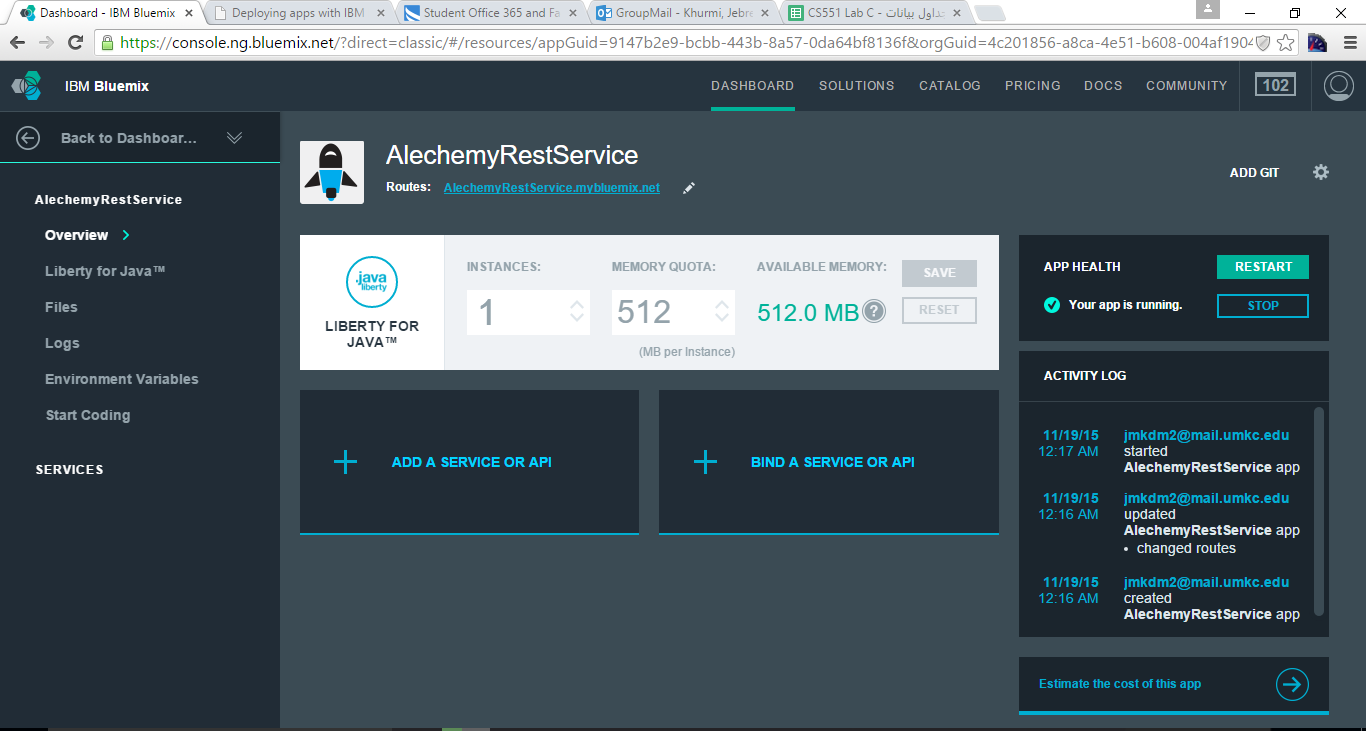 Dashboard - IBM Bluemix
Deploying apps with IBM
Student Office 365 and Fa
GroupMail - Khurmi, Jebre
CS551 Lab C - جداول بيانات
https://console.ng.bluemix.net/?direct=classic/#/resources/appGuid=9147b2e9-bcbb-443b-8a57-0da64bf8136f&orgGuid=4c201856-a8ca-4e51-b608-004af1904
IBM Bluemix
DASHBOARD
SOLUTIONS
CATALOG
PRICING
DOCS
COMMUNITY
102
Back to Dashboar...
AlechemyRestService
Overview
Liberty for Java™
Files
Logs
Environment Variables
Start Coding
SERVICES
AlechemyRestService
Routes: AlechemyRestService.mybluemix.net
ADD GIT
java
liberty
LIBERTY FOR
JAVA™
INSTANCES:
1
MEMORY QUOTA:
512
(MB per Instance)
AVAILABLE MEMORY:
512.0 MB ?
SAVE
RESET
ADD A SERVICE OR API
BIND A SERVICE OR API
APP HEALTH
RESTART
Your app is running.
STOP
ACTIVITY LOG
11/19/15
12:17 AM
jmkdm2@mail.umkc.edu
started
AlechemyRestService app
11/19/15
12:16 AM
jmkdm2@mail.umkc.edu
updated
AlechemyRestService app
• changed routes
11/19/15
12:16 AM
jmkdm2@mail.umkc.edu
created
AlechemyRestService app
Estimate the cost of this app